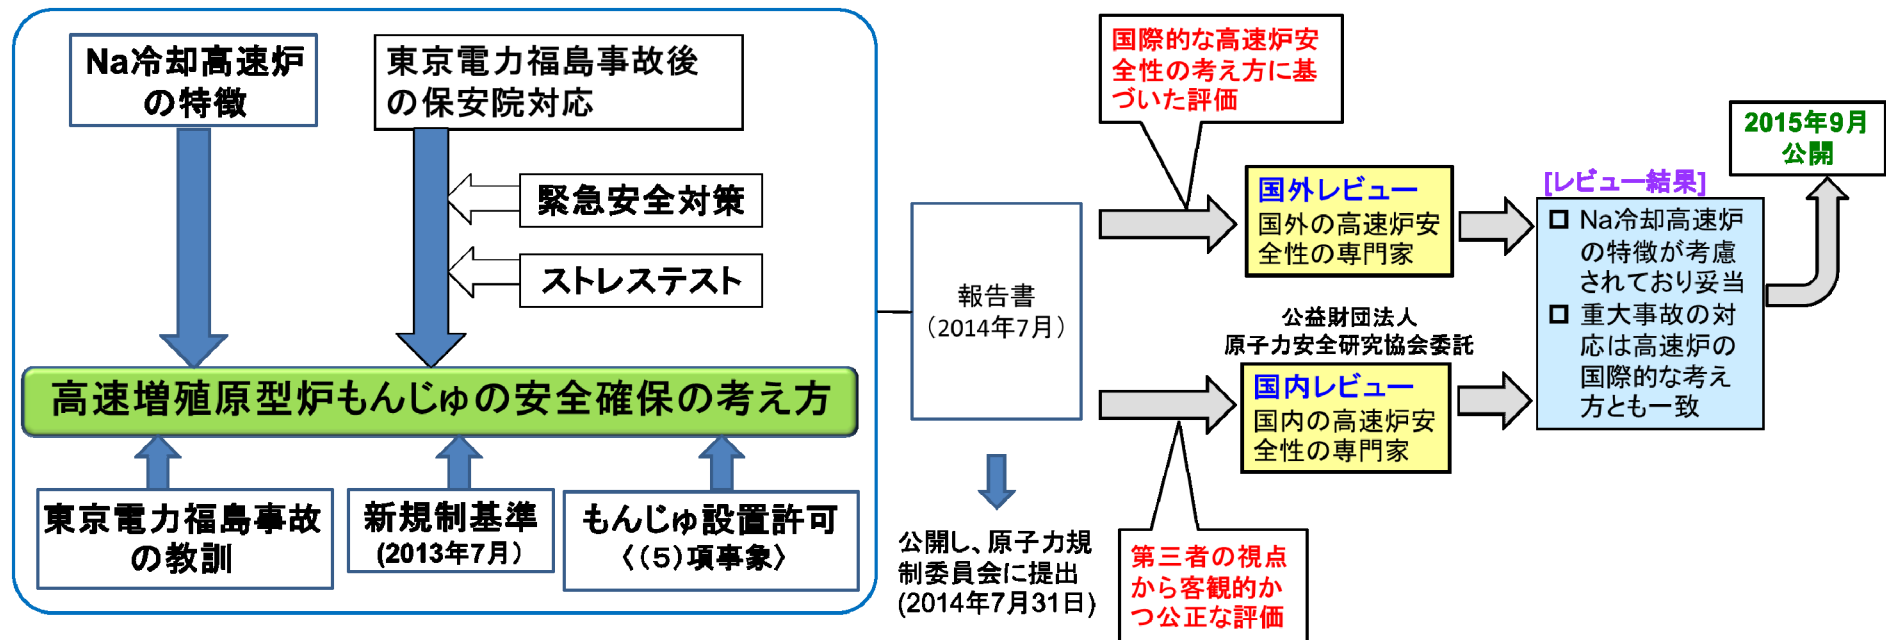 Na冷却高速炉
の特徴
東京電力福島事故後
の保安院対応
緊急安全対策
ストレステスト
高速増殖原型炉もんじゅの安全確保の考え方
東京電力福島事故
の教訓
新規制基準
(2013年7月)
もんじゅ設置許可
〈(5)項事象〉
報告書
(2014年7月)
公開し、原子力規
制委員会に提出
(2014年7月31日)
国際的な高速炉安
全性の考え方に基
づいた評価
国外レビュー
国外の高速炉安
全性の専門家
公益財団法人
原子力安全研究協会委託
国内レビュー
国内の高速炉安
全性の専門家
第三者の視点
から客観的か
つ公正な評価
[レビュー結果]
Na冷却高速炉
の特徴が考慮
されており妥当
重大事故の対
応は高速炉の
国際的な考え
方とも一致
2015年9月
公開